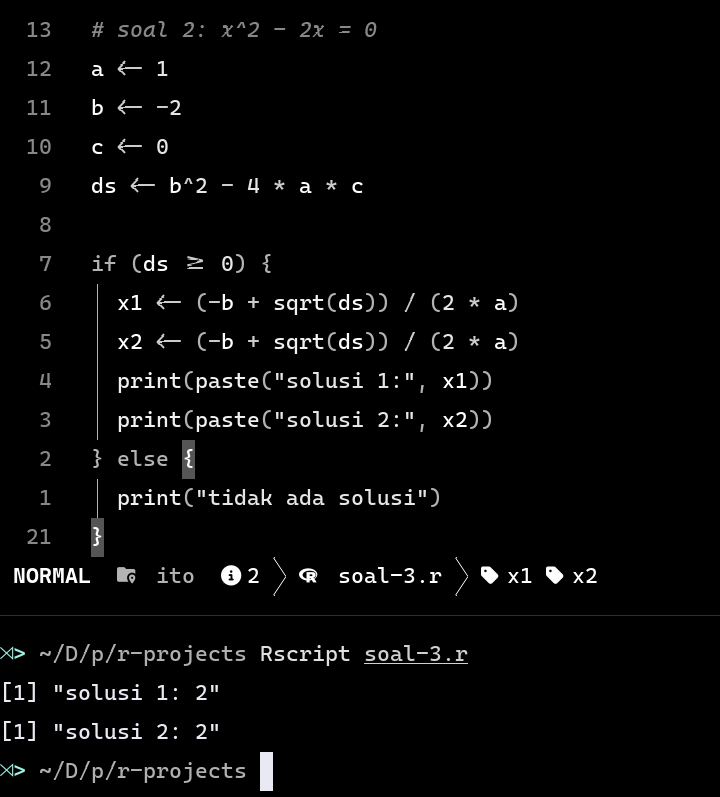 13 # soal 2: x^2 - 2x = 0
12 a <- 1
11 b <- -2
10 c <- 0
9 ds <- b^2 - 4 * a * c
8
7 if (ds >= 0) {
6 x1 <- (-b + sqrt(ds)) / (2 * a)
5 x2 <- (-b + sqrt(ds)) / (2 * a)
4 print(paste("solusi 1:", x1))
3 print(paste("solusi 2:", x2))
2 } else {
1 print("tidak ada solusi")
21 }
NORMAL ito 2 R soal-3.r x1 x2
~/D/p/r-projects Rscript soal-3.r
[1] "solusi 1: 2"
[1] "solusi 2: 2"
~/D/p/r-projects